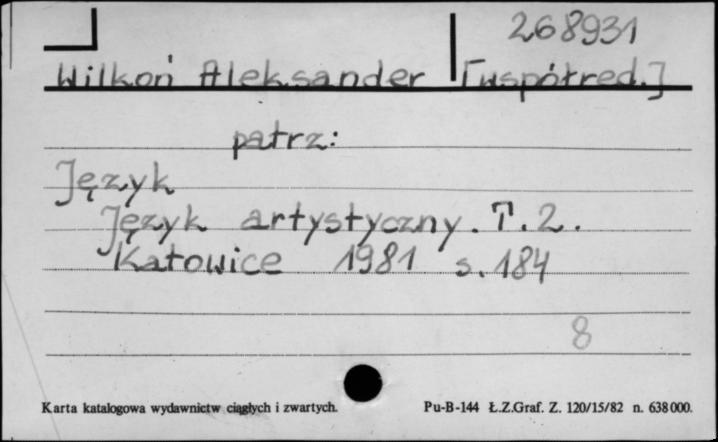 268931
Wilkoń Aleksander [współred.]
patrz:
Język
Język artystyczny. T. 2.
Katowice 1981 s. 184
8
Karta katalogowa wydawnictw ciągłych i zwartych. Pu-B-144 Ł.Z.Graf. Z. 120/15/82 n. 638 000.